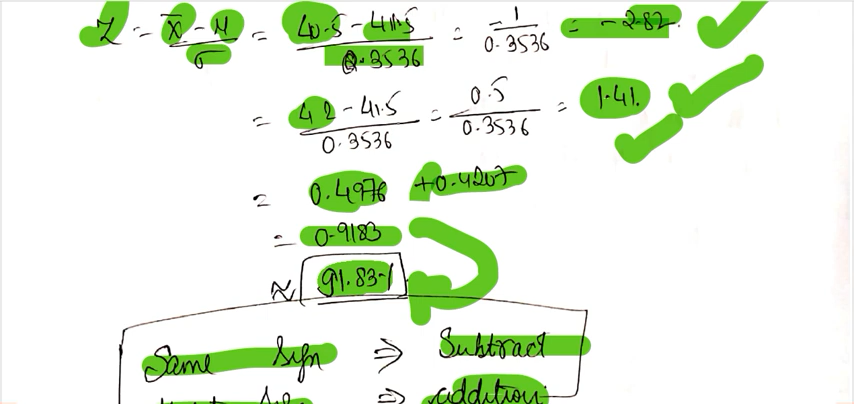 Z = X̄ - M / σ = 40.5 - 41.5 / 0.3536 = -1 / 0.3536 = -2.82.
= 42 - 41.5 / 0.3536 = 0.5 / 0.3536 = 1.41.
= 0.4976 + 0.4207
= 0.9183
≈ 91.83%
Same Sign ⇒ Subtract
⇒ addition